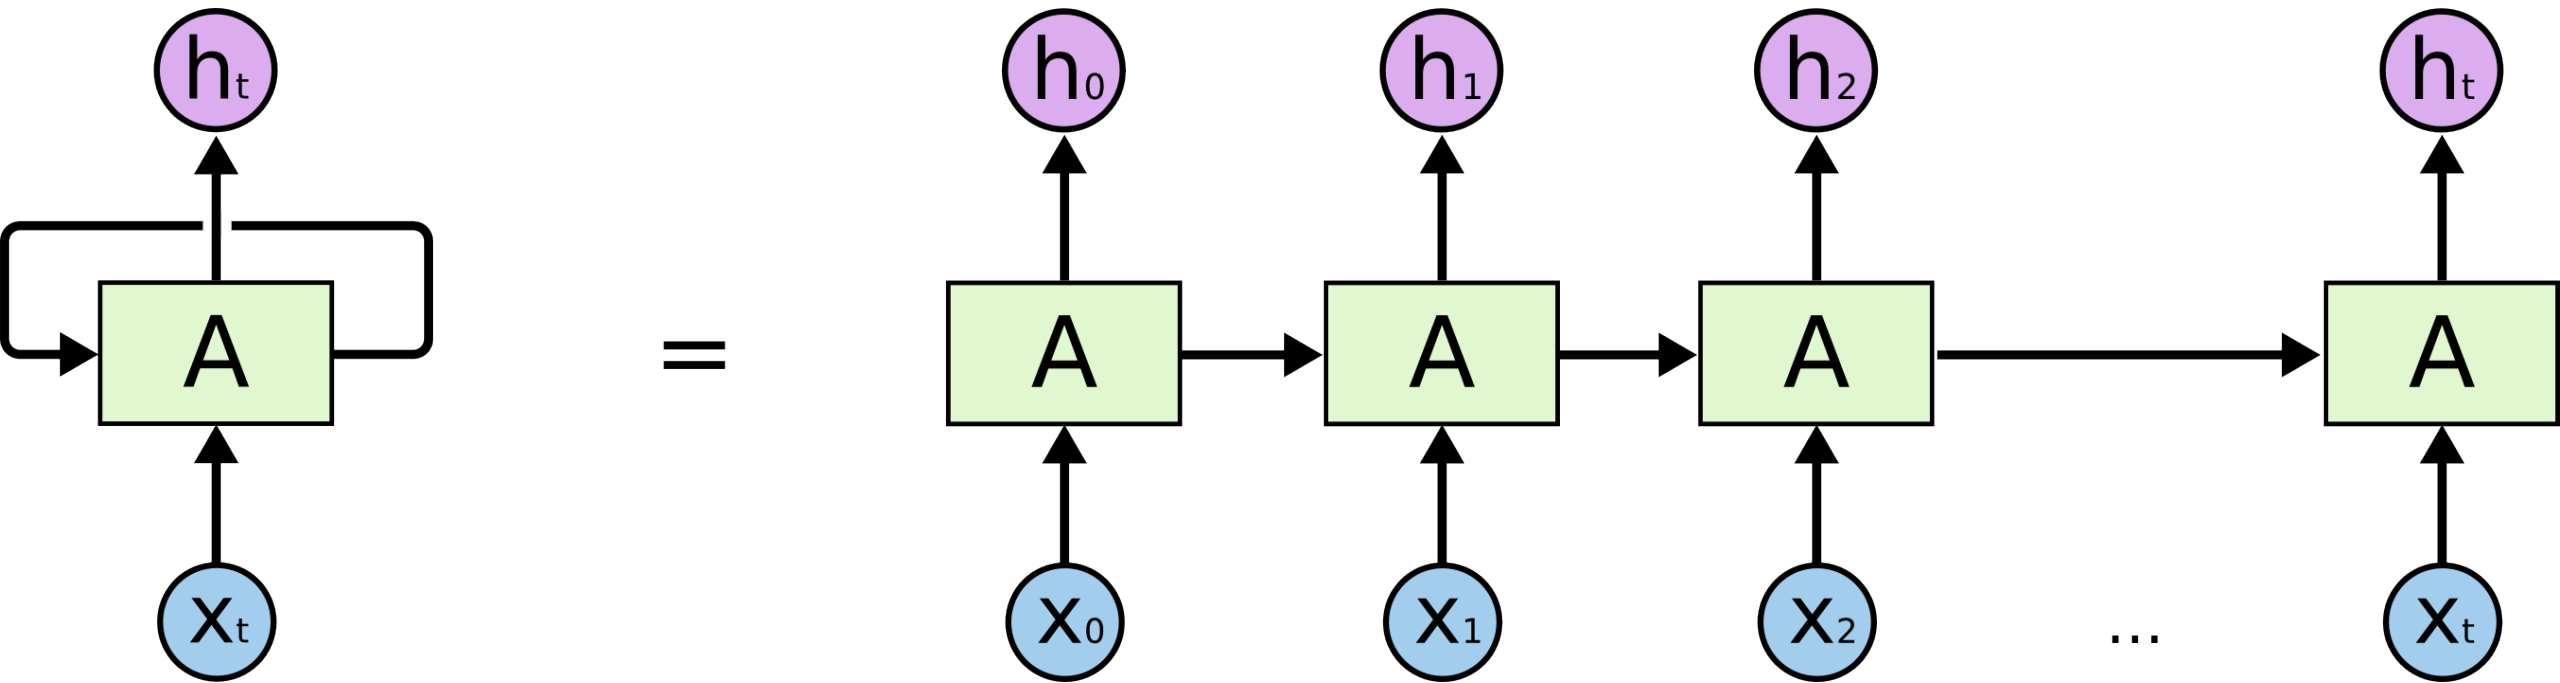 ht h0 h1 h2 ht
A = A A A A
xt x0 x1 x2 ... xt